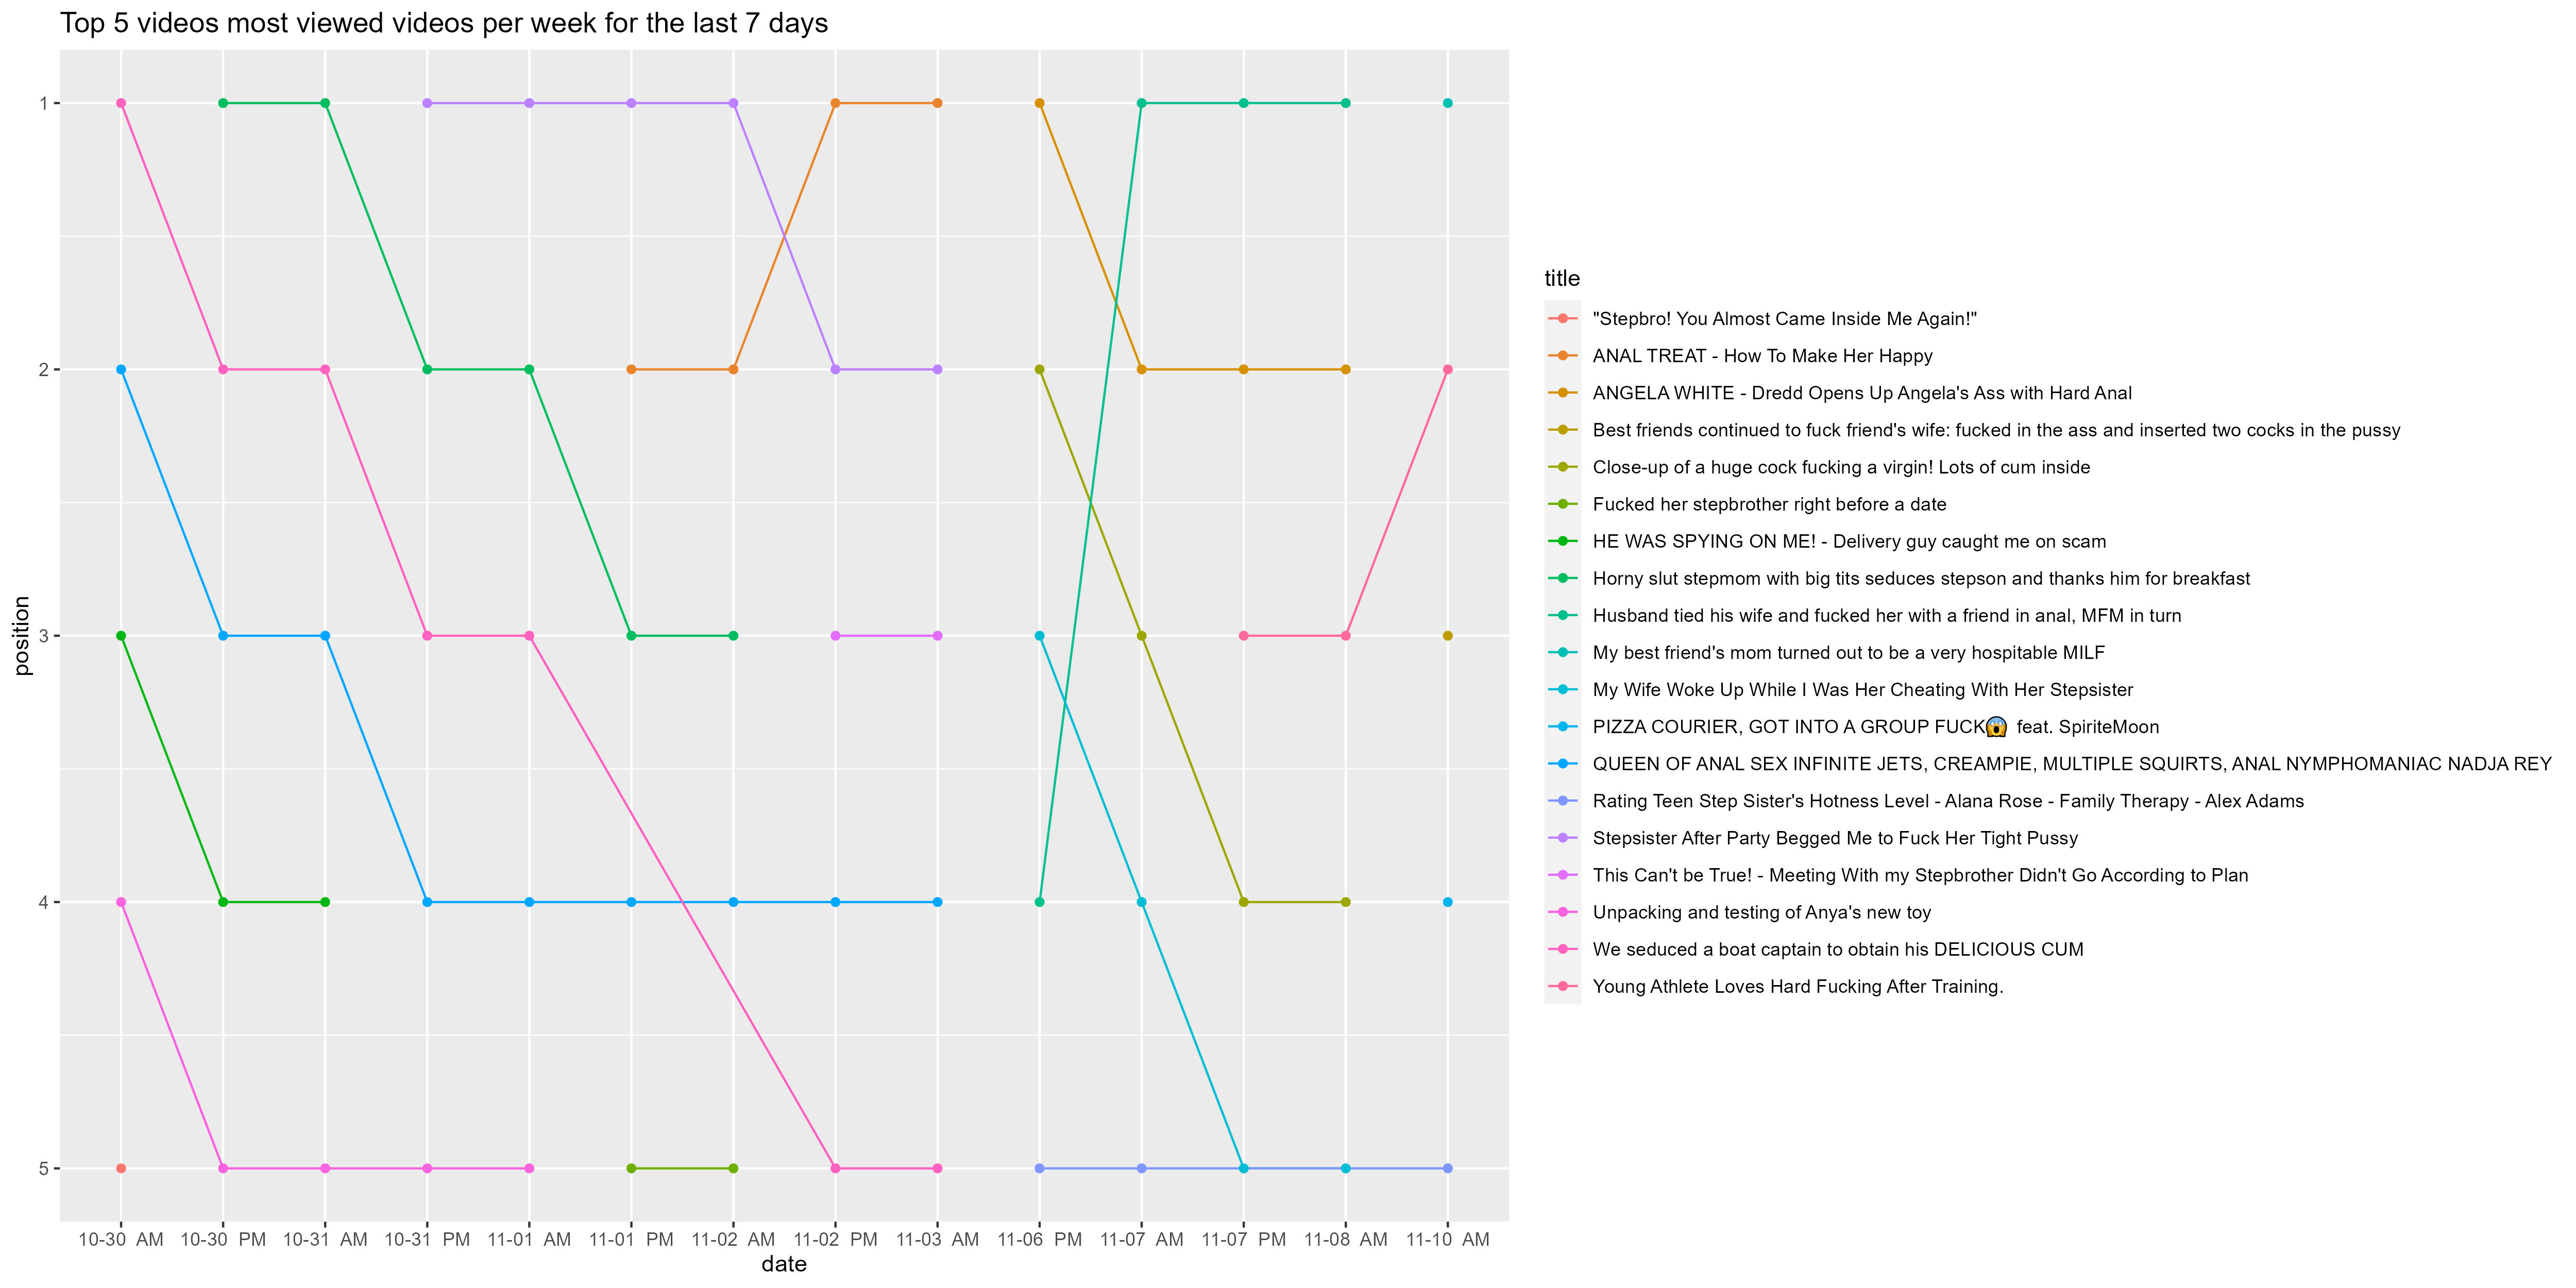 Top 5 videos most viewed videos per week for the last 7 days
1
2
3
4
5
position
10-30 AM 10-30 PM 10-31 AM 10-31 PM 11-01 AM 11-01 PM 11-02 AM 11-02 PM 11-03 AM 11-06 PM 11-07 AM 11-07 PM 11-08 AM 11-10 AM
date
title
"Stepbro! You Almost Came Inside Me Again!"
ANAL TREAT - How To Make Her Happy
ANGELA WHITE - Dredd Opens Up Angela's Ass with Hard Anal
Best friends continued to fuck friend's wife: fucked in the ass and inserted two cocks in the pussy
Close-up of a huge cock fucking a virgin! Lots of cum inside
Fucked her stepbrother right before a date
HE WAS SPYING ON ME! - Delivery guy caught me on scam
Horny slut stepmom with big tits seduces stepson and thanks him for breakfast
Husband tied his wife and fucked her with a friend in anal, MFM in turn
My best friend's mom turned out to be a very hospitable MILF
My Wife Woke Up While I Was Her Cheating With Her Stepsister
PIZZA COURIER, GOT INTO A GROUP FUCK😱 feat. SpiriteMoon
QUEEN OF ANAL SEX INFINITE JETS, CREAMPIE, MULTIPLE SQUIRTS, ANAL NYMPHOMANIAC NADJA REY
Rating Teen Step Sister's Hotness Level - Alana Rose - Family Therapy - Alex Adams
Stepsister After Party Begged Me to Fuck Her Tight Pussy
This Can't be True! - Meeting With my Stepbrother Didn't Go According to Plan
Unpacking and testing of Anya's new toy
We seduced a boat captain to obtain his DELICIOUS CUM
Young Athlete Loves Hard Fucking After Training.